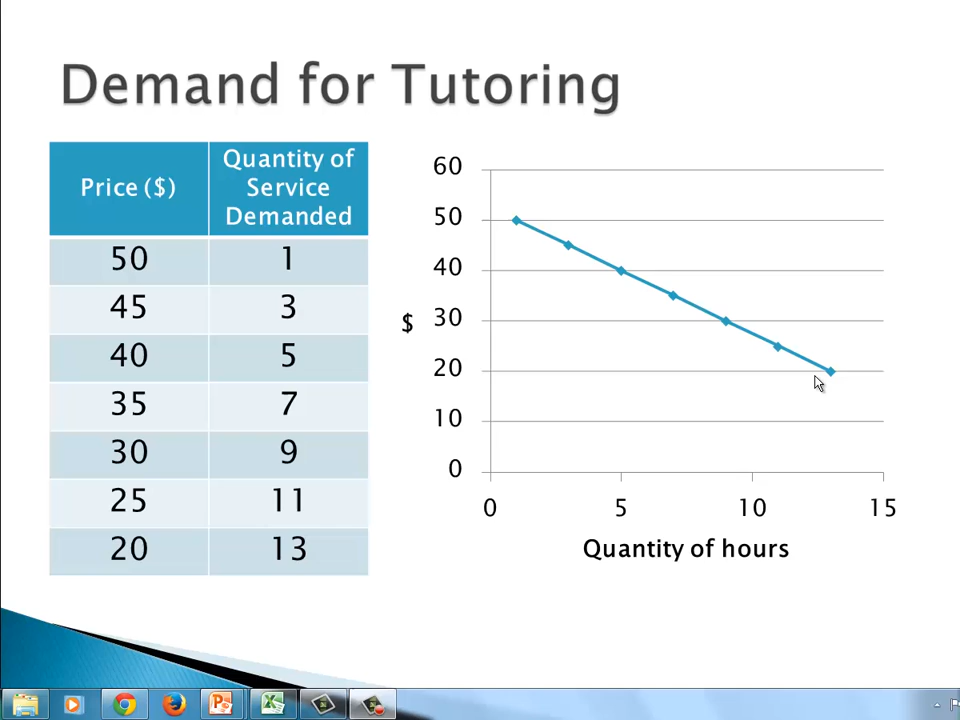 Demand for Tutoring
Price ($)
Quantity of
Service
Demanded
50 1
45 3
40 5
35 7
30 9
25 11
20 13
60
50
40
$ 30
20
10
0
0 5 10 15
Quantity of hours